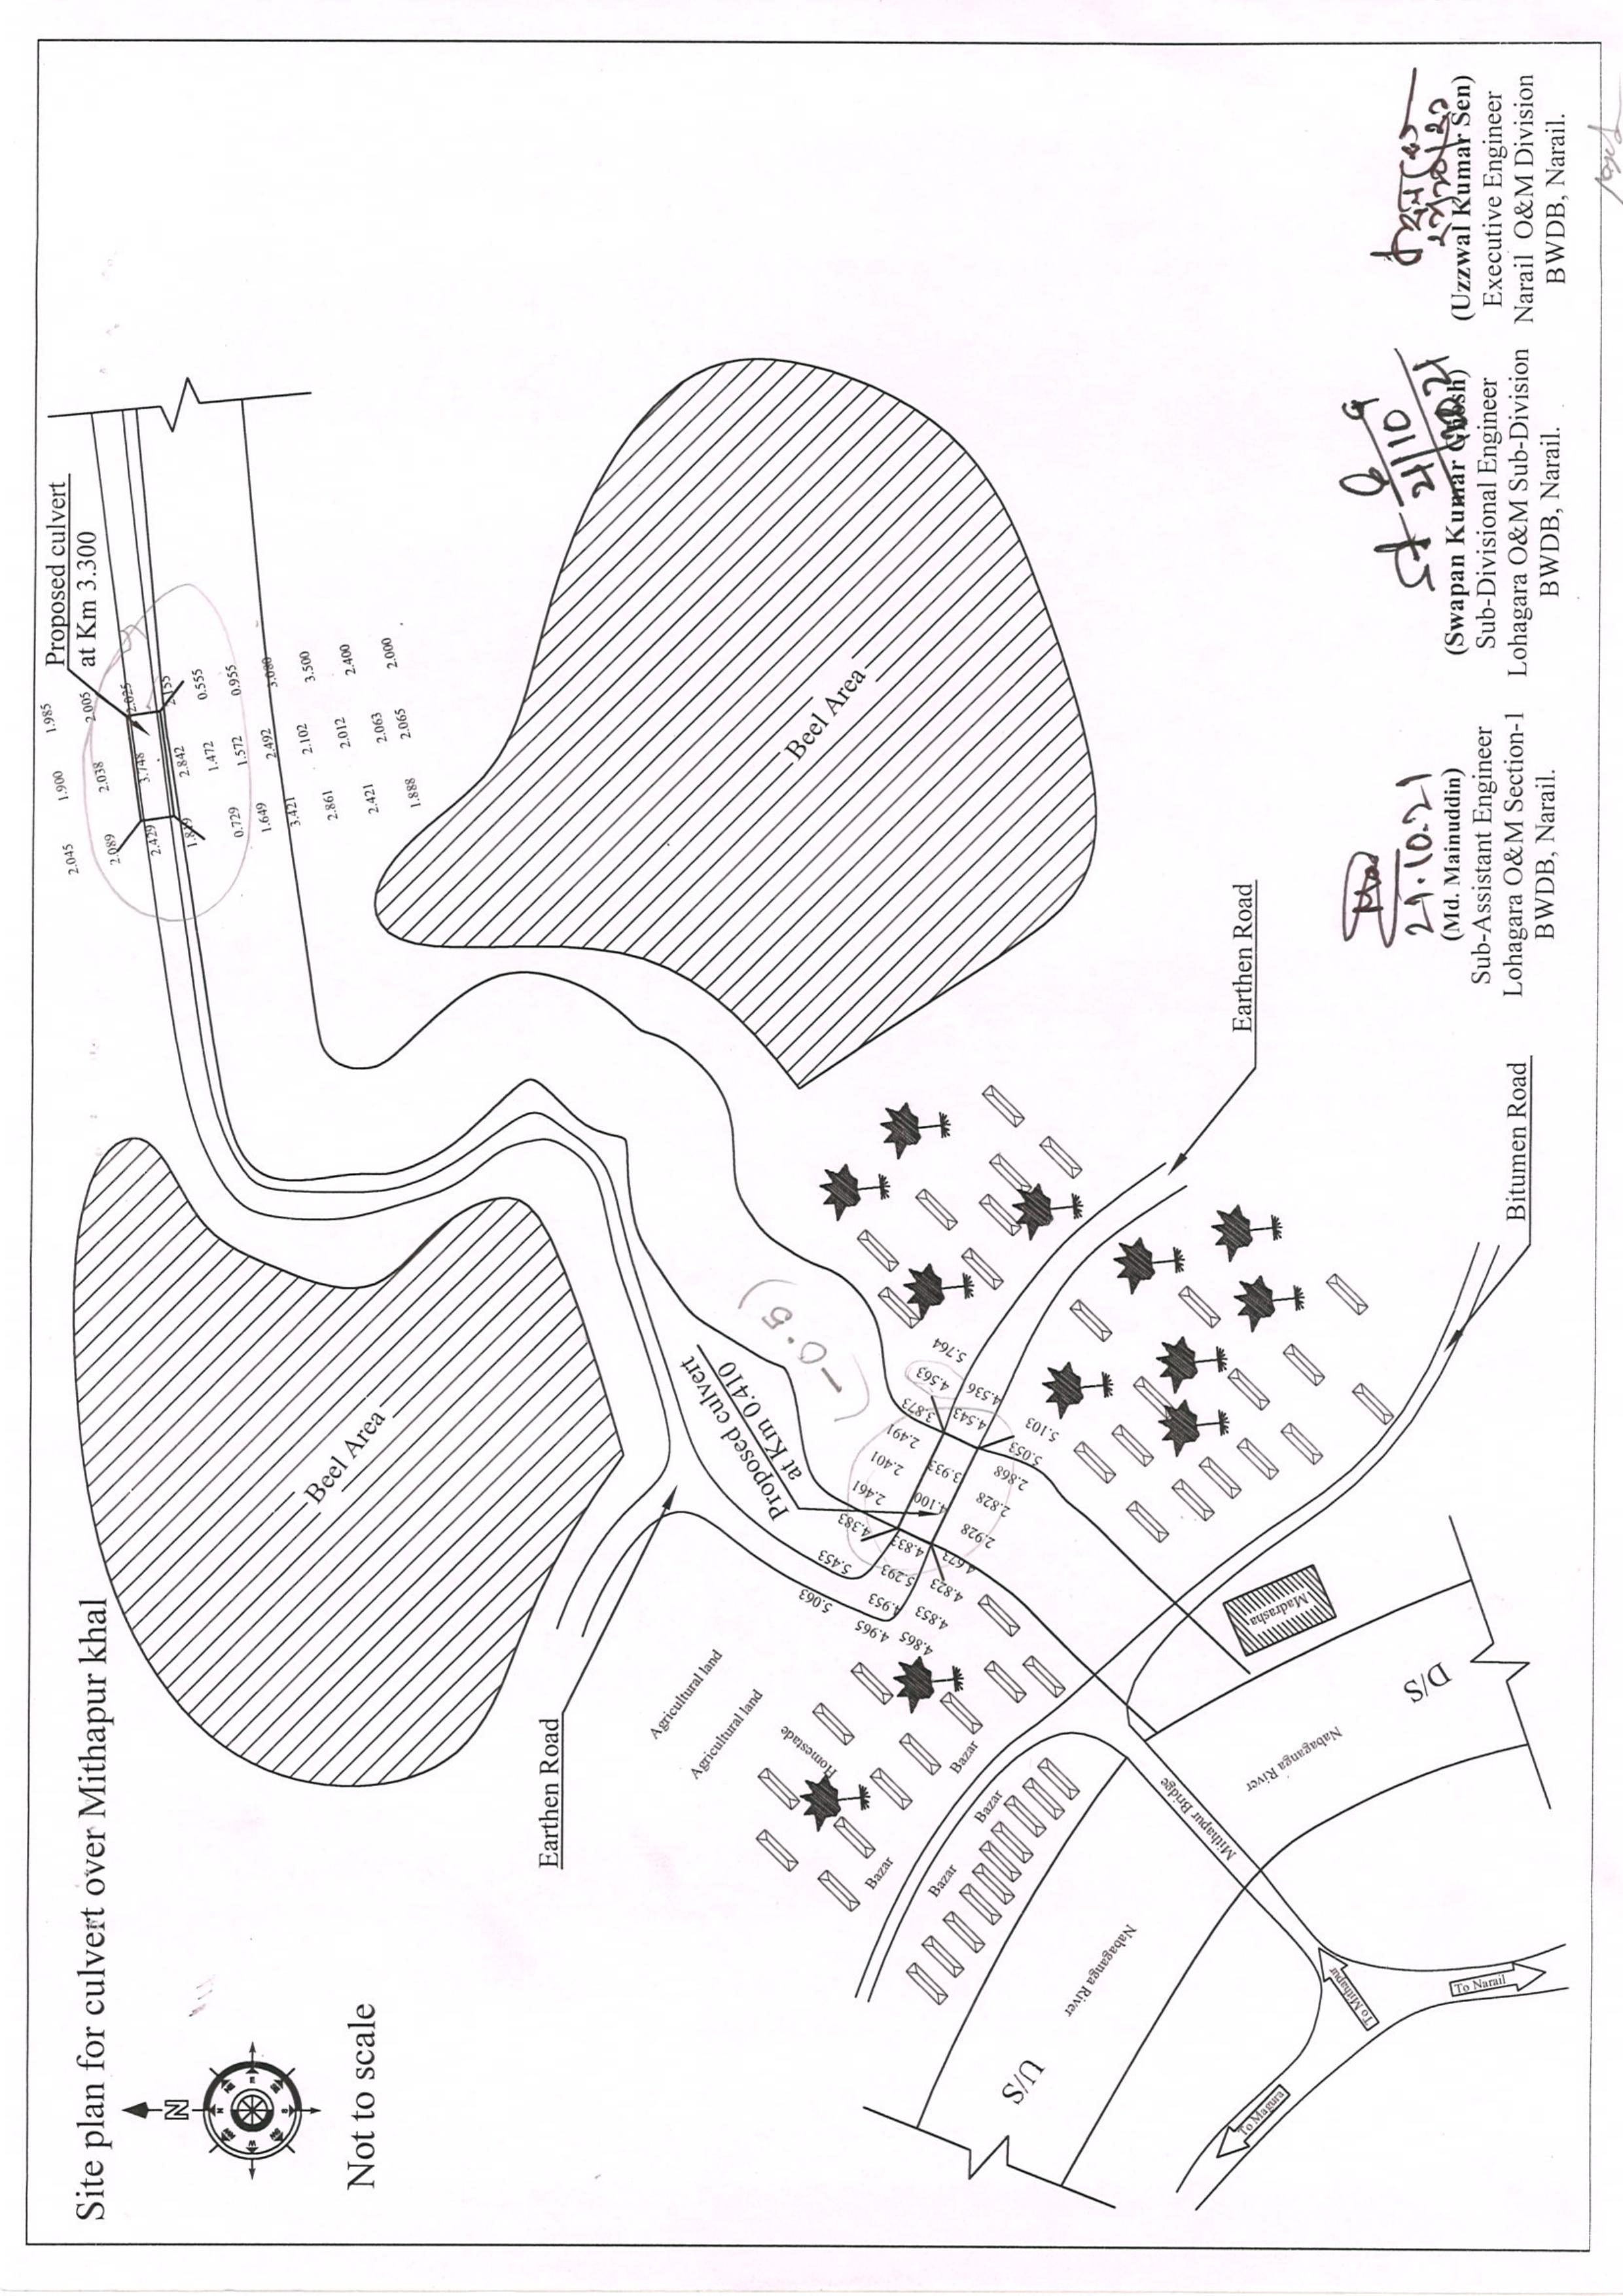 Site plan for culvert over Mithapur khal
N
Not to scale
Proposed culvert
at Km 3.300
2.045
1.900
1.985
2.089
2.038
2.005
2.429
3.748
2.025
2.842
0.555
0.729
1.472
0.955
1.649
1.572
3.000
3.421
2.492
3.500
2.861
2.102
2.400
2.421
2.012
2.000
1.888
2.063
2.065
Beel Area
Beel Area
Earthen Road
Agricultural land
Agricultural land
Homestade
Proposed culvert
at Km 0.410
(-0.5)
5.063
5.453
4.383
2.461
2.401
2.491
3.873
4.563
5.764
4.965
4.953
5.293
4.100
3.933
4.543
4.536
4.865
4.853
4.823
4.673
2.928
2.828
2.868
5.053
5.103
Earthen Road
Bitumen Road
Bazar
Bazar
Bazar
Bazar
Madrasha
Mithapur Bridge
Nabaganga River
Nabaganga River
U/S
D/S
To Magura
To Mithapur
To Narail
21.10.21
(Md. Mainuddin)
Sub-Assistant Engineer
Lohagara O&M Section-1
BWDB, Narail.
21/10
(Swapan Kumar Ghosh)
Sub-Divisional Engineer
Lohagara O&M Sub-Division
BWDB, Narail.
(Uzzwal Kumar Sen)
Executive Engineer
Narail O&M Division
BWDB, Narail.